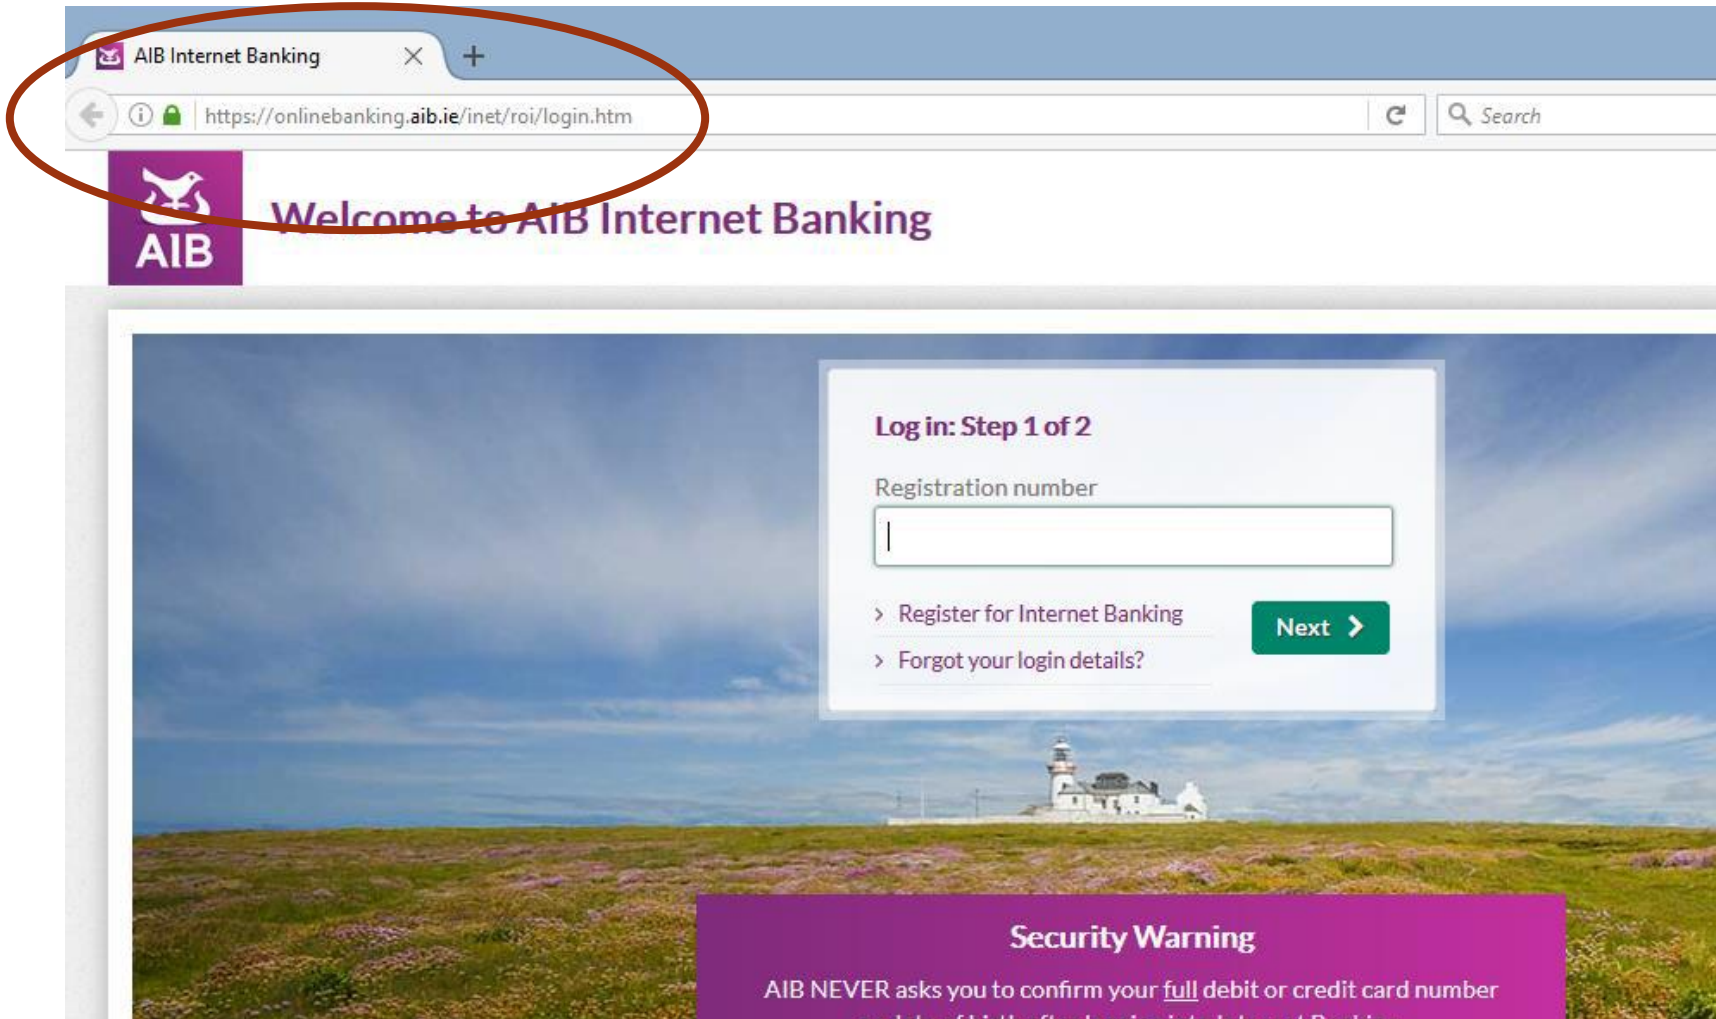 AIB Internet Banking
https://onlinebanking.aib.ie/inet/roi/login.htm
Search
AIB
Welcome to AIB Internet Banking
Log in: Step 1 of 2
Registration number
Register for Internet Banking
Next
Forgot your login details?
Security Warning
AIB NEVER asks you to confirm your full debit or credit card number